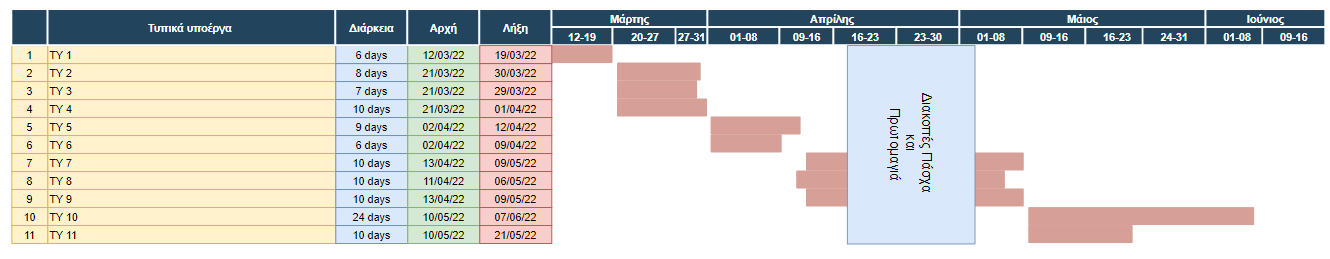 Τυπικά υποέργα Διάρκεια Αρχή Λήξη Μάρτης Απρίλης Μάιος Ιούνιος
12-19 20-27 27-31 01-08 09-16 16-23 23-30 01-08 09-16 16-23 24-31 01-08 09-16
1 ΤΥ 1 6 days 12/03/22 19/03/22
2 ΤΥ 2 8 days 21/03/22 30/03/22
3 ΤΥ 3 7 days 21/03/22 29/03/22
4 ΤΥ 4 10 days 21/03/22 01/04/22
5 ΤΥ 5 9 days 02/04/22 12/04/22
6 ΤΥ 6 6 days 02/04/22 09/04/22
7 ΤΥ 7 10 days 13/04/22 09/05/22
8 ΤΥ 8 10 days 11/04/22 06/05/22
9 ΤΥ 9 10 days 13/04/22 09/05/22
10 ΤΥ 10 24 days 10/05/22 07/06/22
11 ΤΥ 11 10 days 10/05/22 21/05/22
Διακοπές Πάσχα
και
Πρωτομαγιά